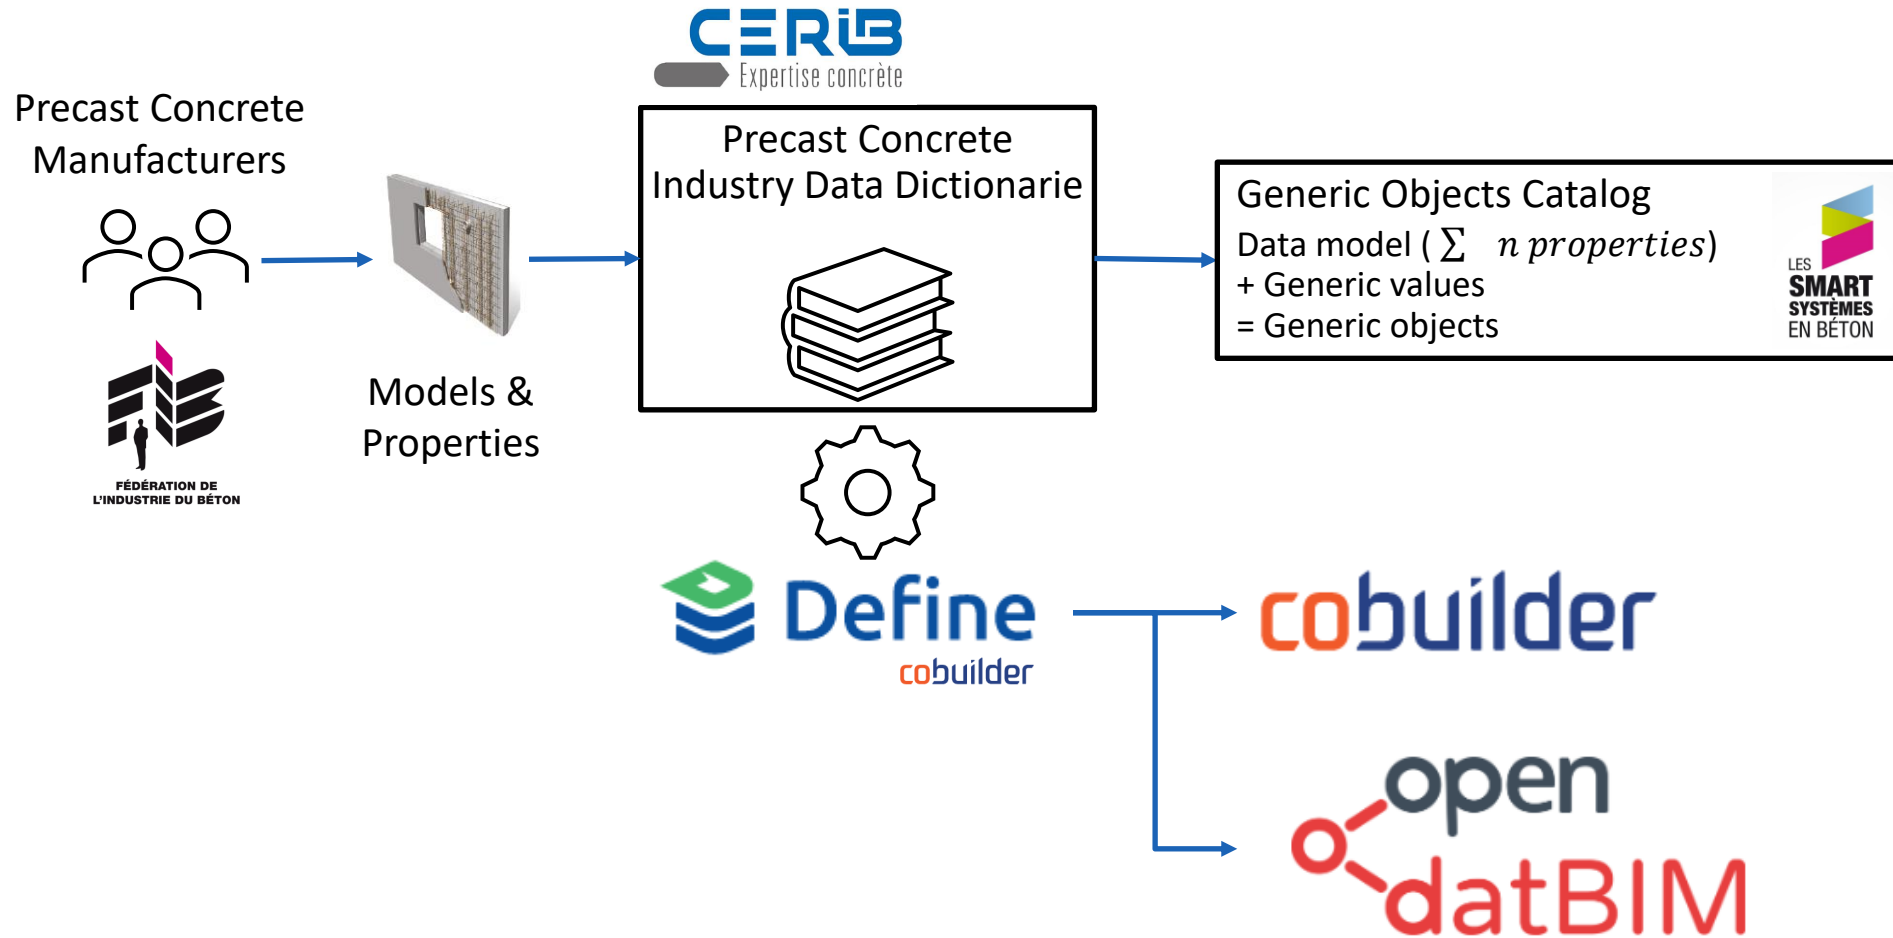 CERIB
Expertise concrète
Precast Concrete
Manufacturers
FIB
FÉDÉRATION DE
L'INDUSTRIE DU BÉTON
Models &
Properties
Precast Concrete
Industry Data Dictionarie
Generic Objects Catalog
Data model ( ∑ n properties)
+ Generic values
= Generic objects
LES
SMART
SYSTÈMES
EN BÉTON
Define
cobuilder
cobuilder
open
datBIM